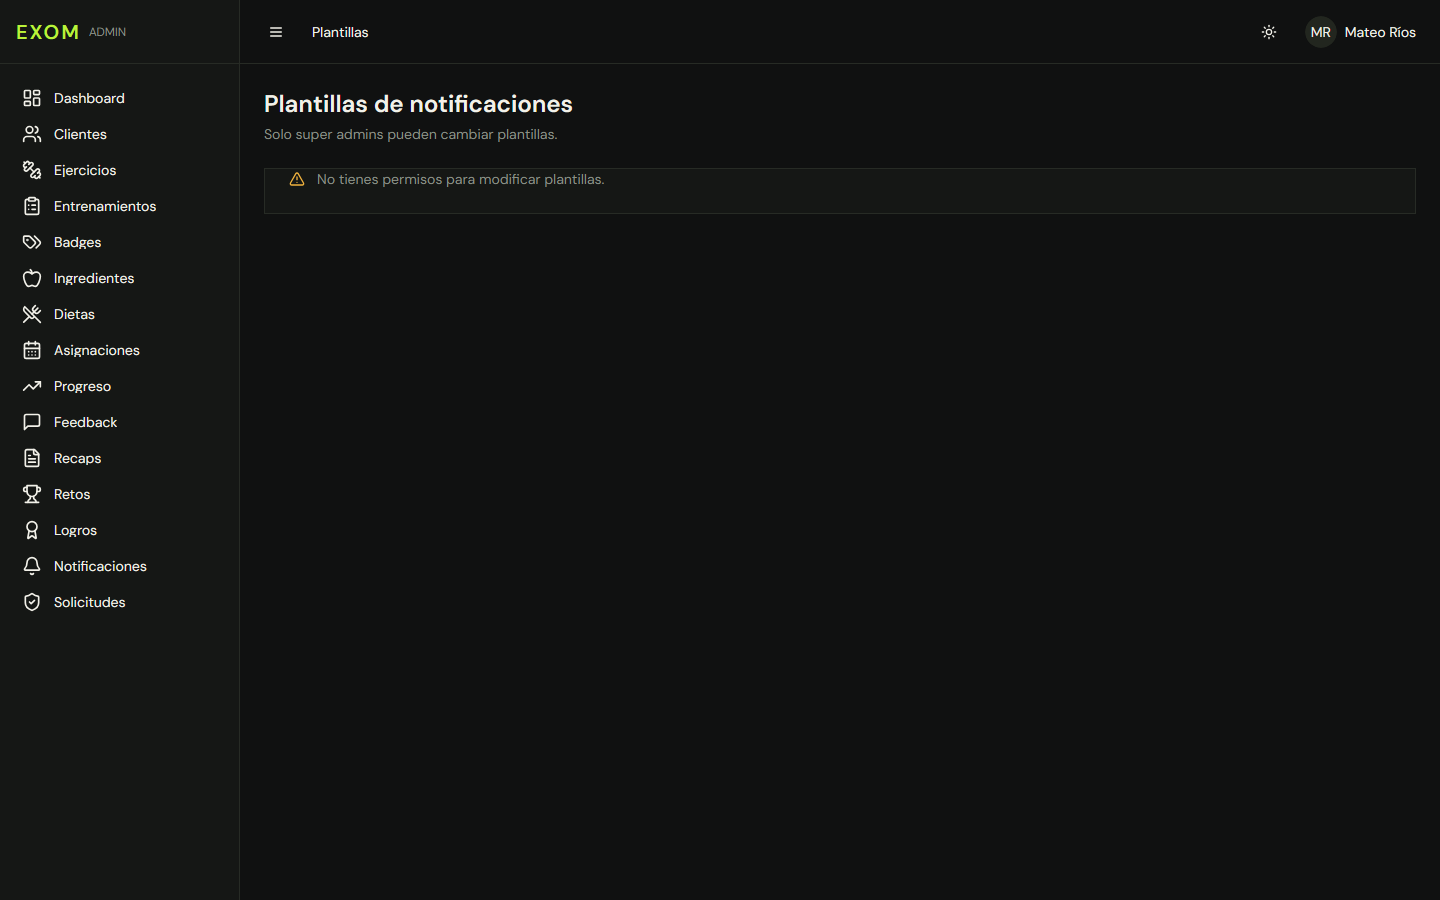 EXOM ADMIN
Plantillas
MR Mateo Ríos
Dashboard
Clientes
Ejercicios
Entrenamientos
Badges
Ingredientes
Dietas
Asignaciones
Progreso
Feedback
Recaps
Retos
Logros
Notificaciones
Solicitudes
Plantillas de notificaciones
Solo super admins pueden cambiar plantillas.
No tienes permisos para modificar plantillas.